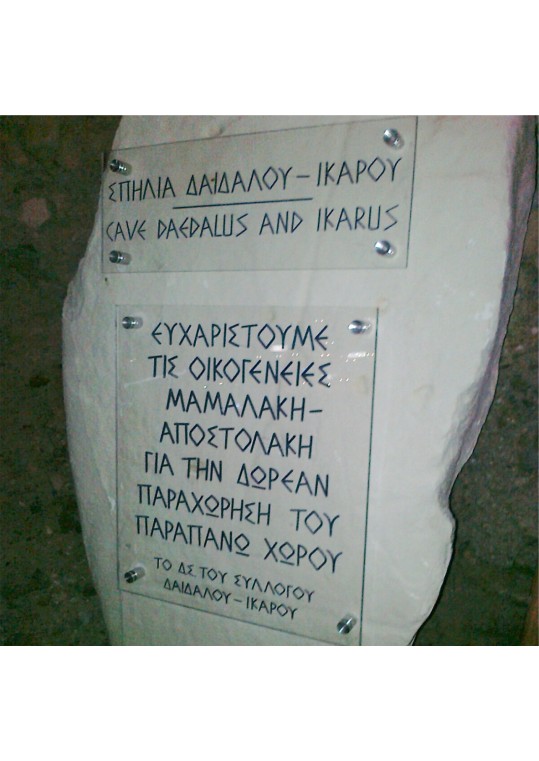 ΣΠΗΛΙΑ ΔΑΙΔΑΛΟΥ – ΙΚΑΡΟΥ
CAVE DAEDALUS AND IKARUS
ΕΥΧΑΡΙΣΤΟΥΜΕ
ΤΙΣ ΟΙΚΟΓΕΝΕΙΕΣ
ΜΑΜΑΛΑΚΗ –
ΑΠΟΣΤΟΛΑΚΗ
ΓΙΑ ΤΗΝ ΔΩΡΕΑΝ
ΠΑΡΑΧΩΡΗΣΗ ΤΟΥ
ΠΑΡΑΠΑΝΩ ΧΩΡΟΥ
ΤΟ ΔΣ ΤΟΥ ΣΥΛΛΟΓΟΥ
ΔΑΙΔΑΛΟΥ – ΙΚΑΡΟΥ